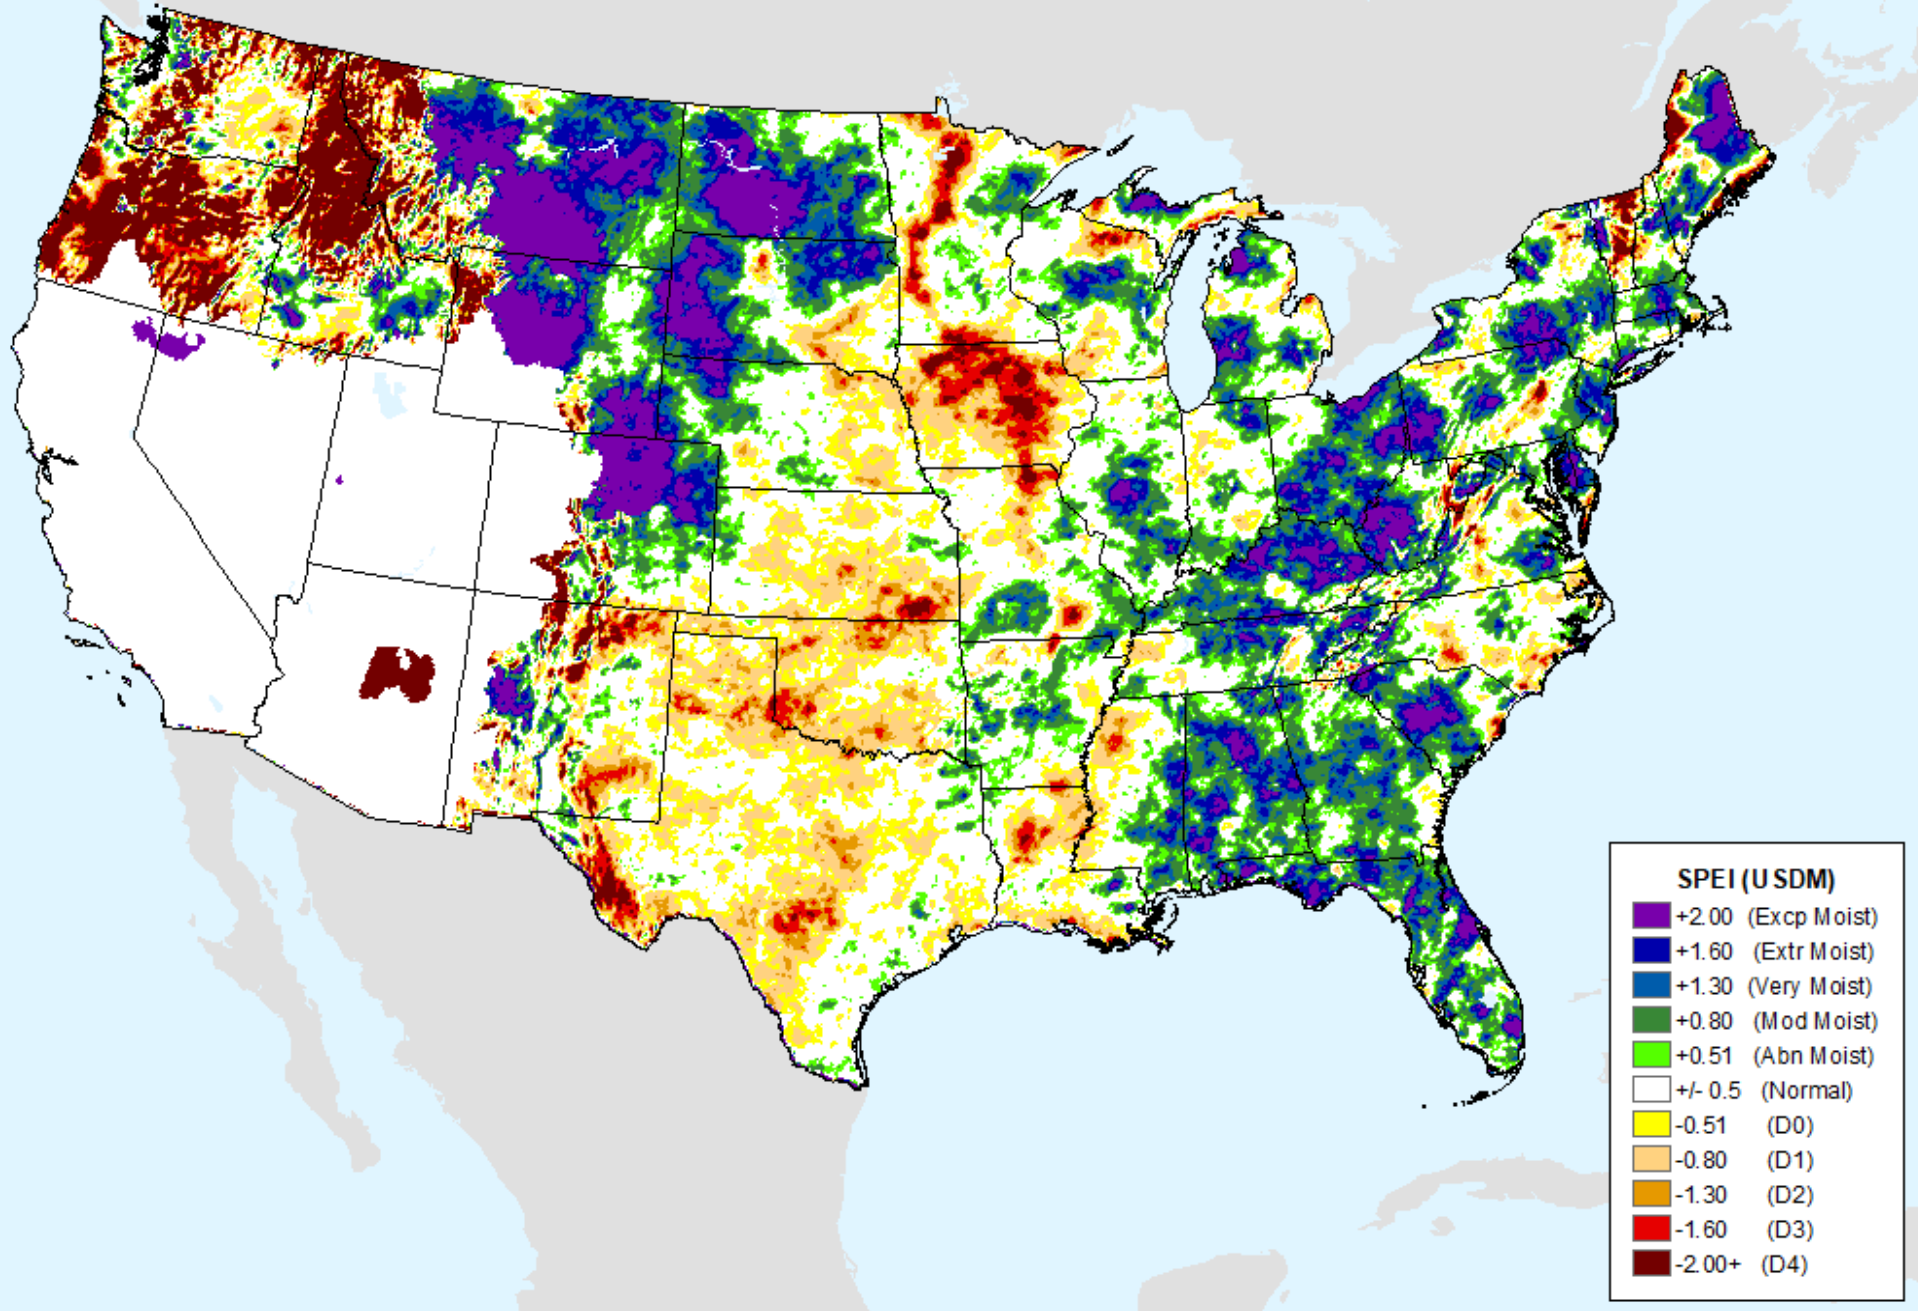 SPEI (USDM)
+2.00 (Excp Moist)
+1.60 (Extr Moist)
+1.30 (Very Moist)
+0.80 (Mod Moist)
+0.51 (Abn Moist)
+/- 0.5 (Normal)
-0.51 (D0)
-0.80 (D1)
-1.30 (D2)
-1.60 (D3)
-2.00+ (D4)